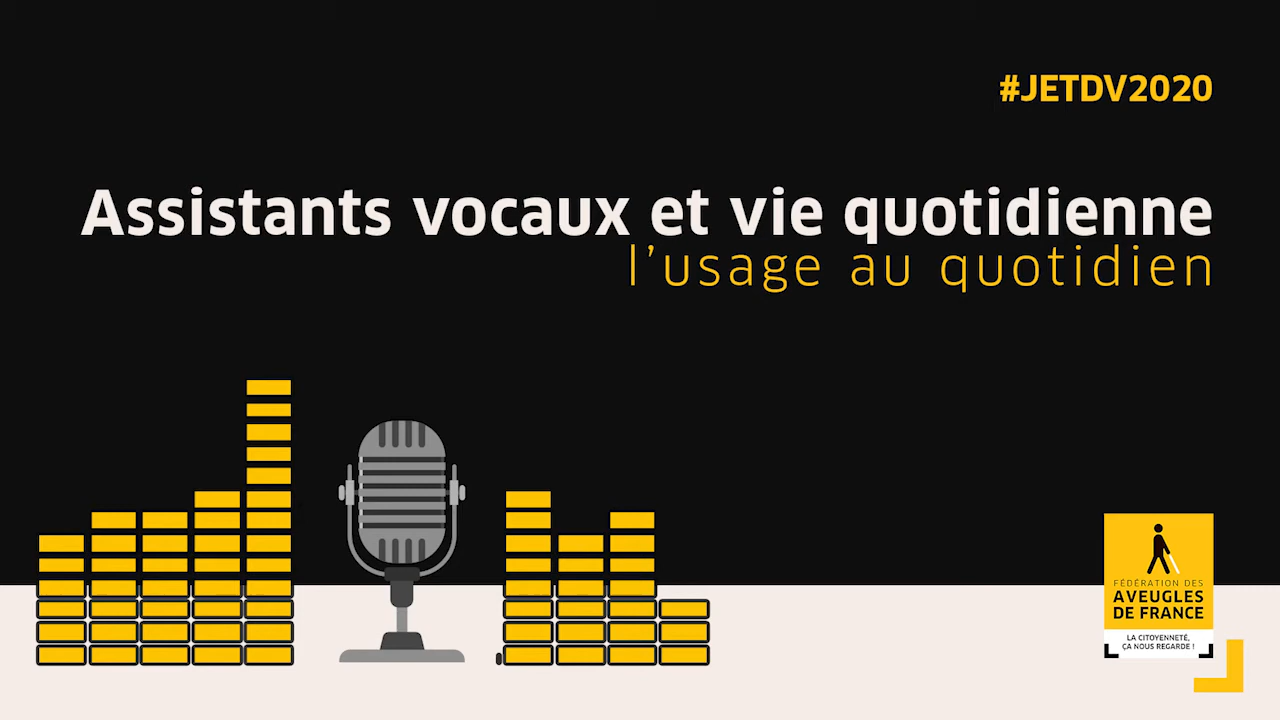 #JETDV2020
Assistants vocaux et vie quotidienne
l'usage au quotidien
FÉDÉRATION DES
AVEUGLES
DE FRANCE
LA CITOYENNETÉ,
ÇA NOUS REGARDE !